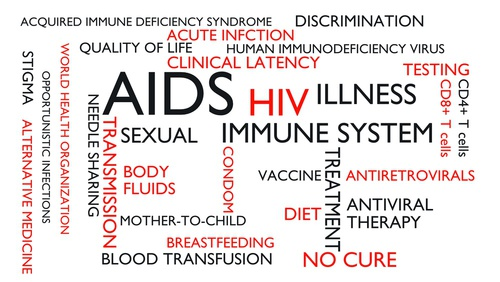 ACQUIRED IMMUNE DEFICIENCY SYNDROME
DISCRIMINATION
ACUTE INFCTION
QUALITY OF LIFE
HUMAN IMMUNODEFICIENCY VIRUS
CLINICAL LATENCY
TESTING
STIGMA
OPPORTUNISTIC INFECTIONS
WORLD HEALTH ORGANIZATION
NEEDLE SHARING
AIDS
HIV
ILLNESS
CD8+ T cells
CD4+ T cells
ALTERNATIVE MEDICINE
TRANSMISSION
SEXUAL
IMMUNE SYSTEM
BODY
FLUIDS
CONDOM
VACCINE
TREATMENT
ANTIRETROVIRALS
MOTHER-TO-CHILD
DIET
ANTIVIRAL
THERAPY
BREASTFEEDING
BLOOD TRANSFUSION
NO CURE